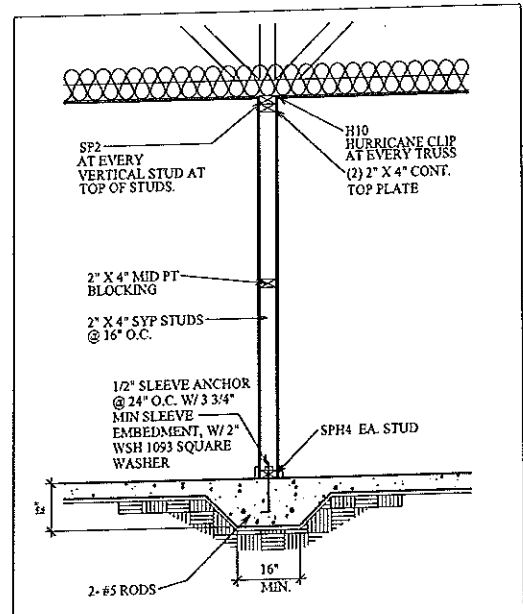 SP2
AT EVERY
VERTICAL STUD AT
TOP OF STUDS.
H10
HURRICANE CLIP
AT EVERY TRUSS
(2) 2" X 4" CONT.
TOP PLATE
2" X 4" MID PT
BLOCKING
2" X 4" SYP STUDS
@ 16" O.C.
1/2" SLEEVE ANCHOR
@ 24" O.C. W/ 3 3/4"
MIN SLEEVE
EMBEDMENT, W/ 2"
WSH 1093 SQUARE
WASHER
SPH4 EA. STUD
2- #5 RODS
16"
MIN.